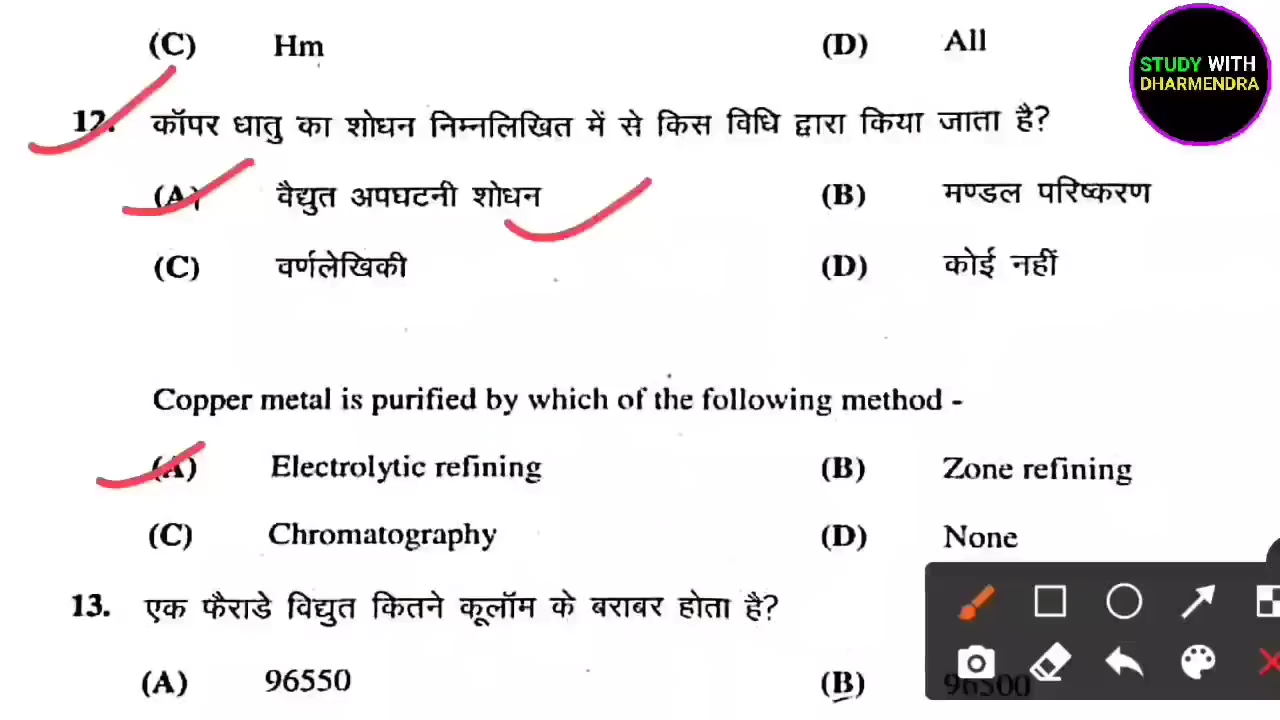 (C) Hm (D) All
STUDY WITH
DHARMENDRA
12. कॉपर धातु का शोधन निम्नलिखित में से किस विधि द्वारा किया जाता है?
(A) वैद्युत अपघटनी शोधन (B) मण्डल परिष्करण
(C) वर्णलेखिकी (D) कोई नहीं
Copper metal is purified by which of the following method -
(A) Electrolytic refining (B) Zone refining
(C) Chromatography (D) None
13. एक फैराडे विद्युत कितने कूलॉम के बराबर होता है?
(A) 96550 (B) 96500